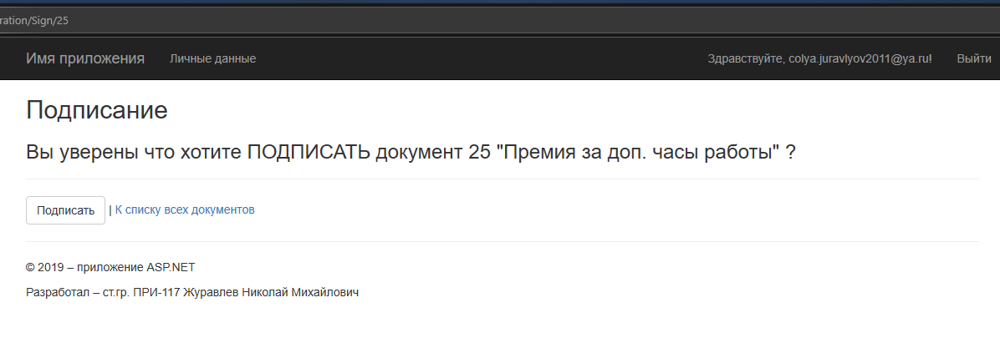 ration/Sign/25
Имя приложения Личные данные Здравствуйте, colya.juravlyov2011@ya.ru! Выйти
Подписание
Вы уверены что хотите ПОДПИСАТЬ документ 25 "Премия за доп. часы работы" ?
Подписать | К списку всех документов
© 2019 – приложение ASP.NET
Разработал – ст.гр. ПРИ-117 Журавлев Николай Михайлович